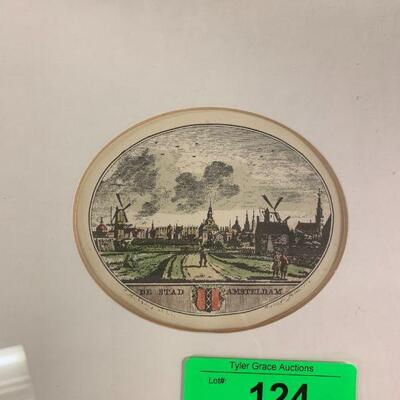 DE STAD AMSTELDAM
Tyler Grace Auctions
Lot#:
124